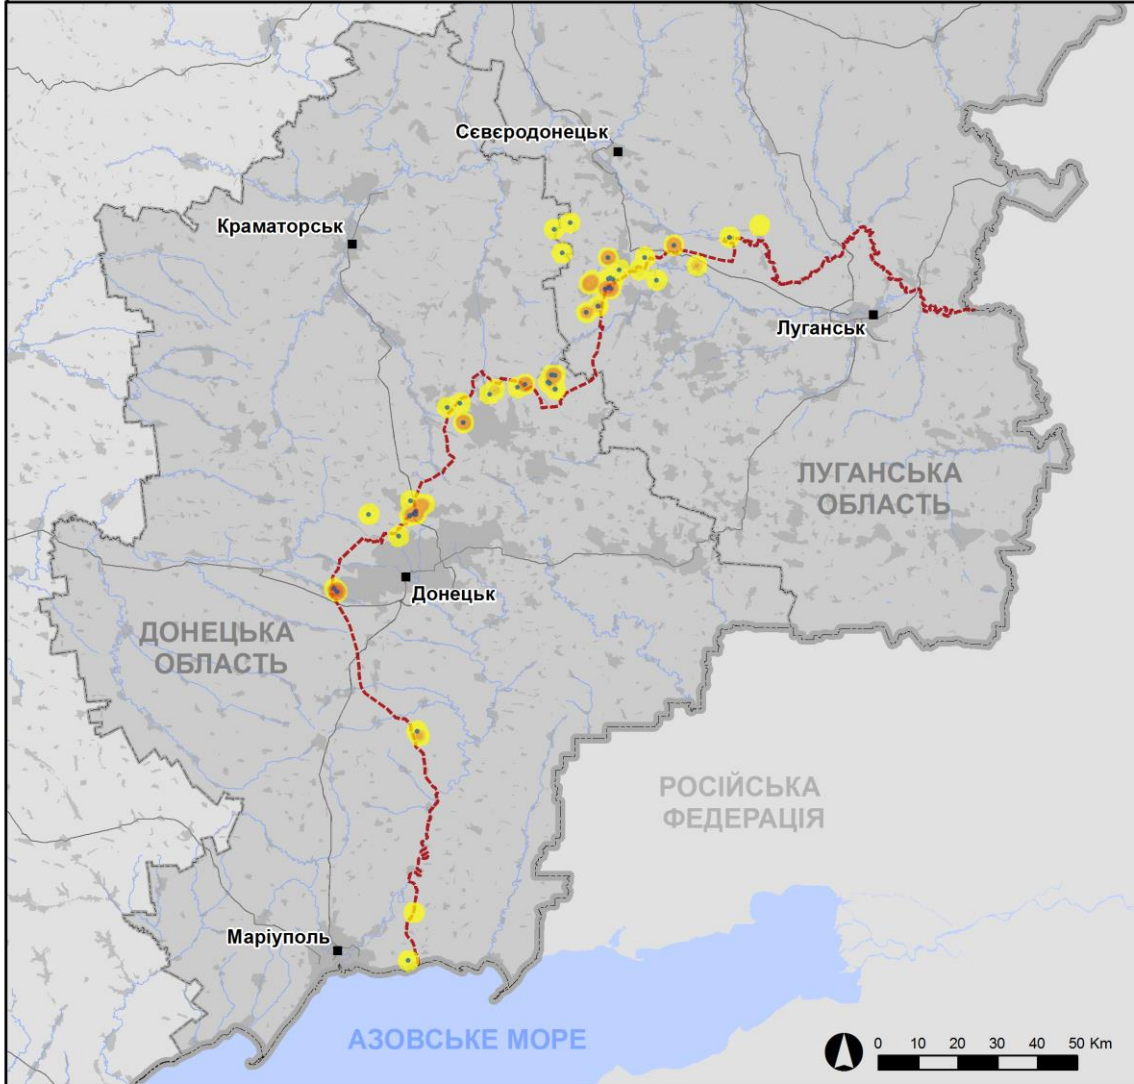 Сєвєродонецьк
Краматорськ
Луганськ
ЛУГАНСЬКА
ОБЛАСТЬ
Донецьк
ДОНЕЦЬКА
ОБЛАСТЬ
РОСІЙСЬКА
ФЕДЕРАЦІЯ
Маріуполь
АЗОВСЬКЕ МОРЕ
0 10 20 30 40 50 Km